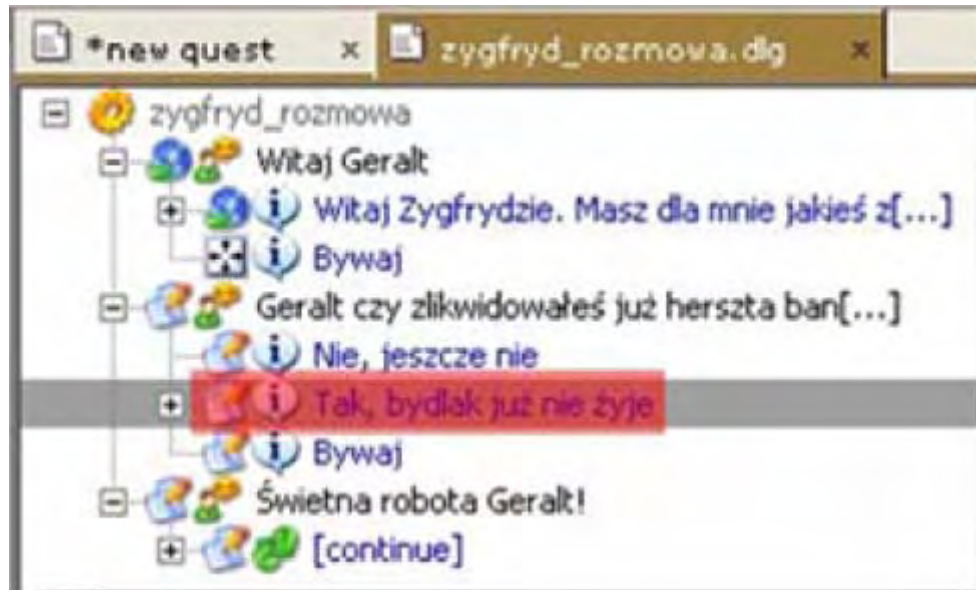 *new quest x zygfryd_rozmowa.dlg x
zygfryd_rozmowa
Witaj Geralt
Witaj Zygfrydzie. Masz dla mnie jakieś z[...]
Bywaj
Geralt czy zlikwidowałeś już herszta ban[...]
Nie, jeszcze nie
Tak, bydlak już nie żyje
Bywaj
Świetna robota Geralt!
[continue]